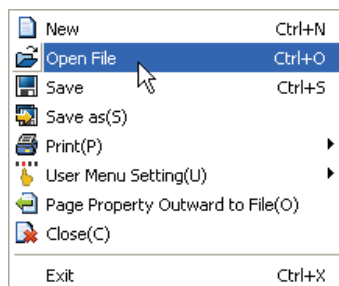 New Ctrl+N
Open File Ctrl+O
Save Ctrl+S
Save as(S)
Print(P)
User Menu Setting(U)
Page Property Outward to File(O)
Close(C)
Exit Ctrl+X